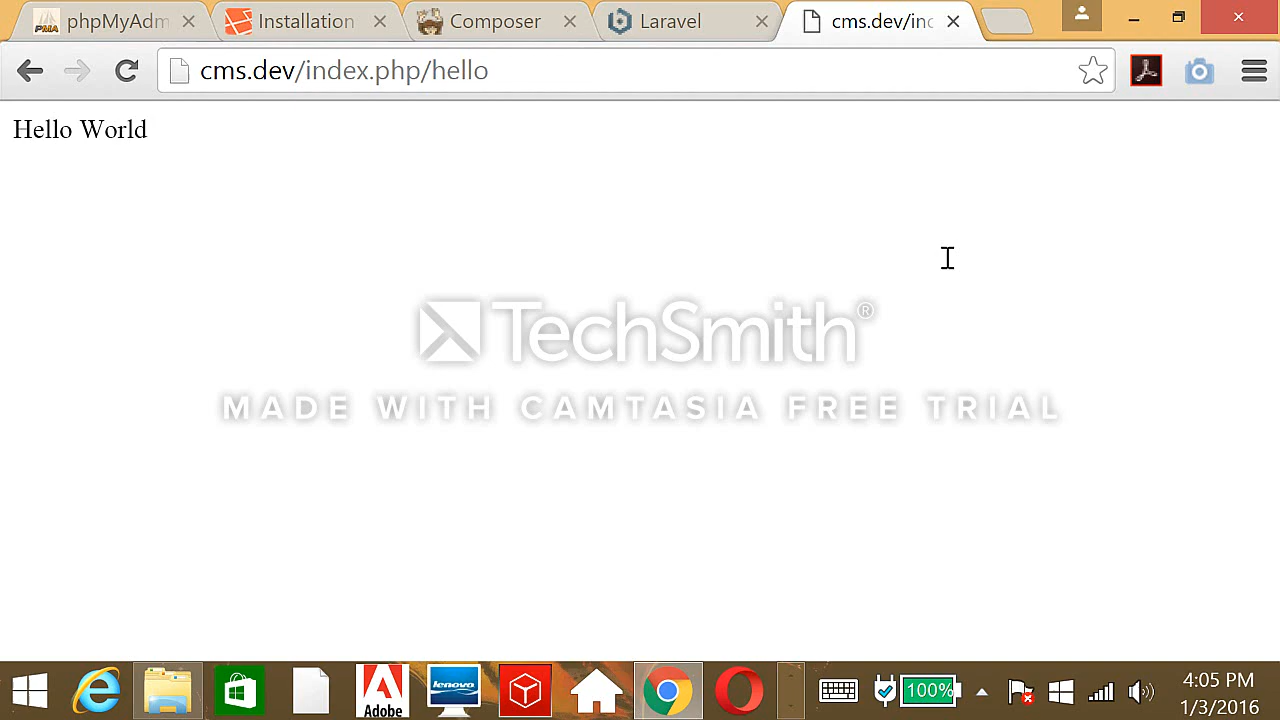 phpMyAdm
Installation
Composer
Laravel
cms.dev/inc
cms.dev/index.php/hello
Hello World
TechSmith®
MADE WITH CAMTASIA FREE TRIAL
Adobe
lenovo
100%
4:05 PM
1/3/2016